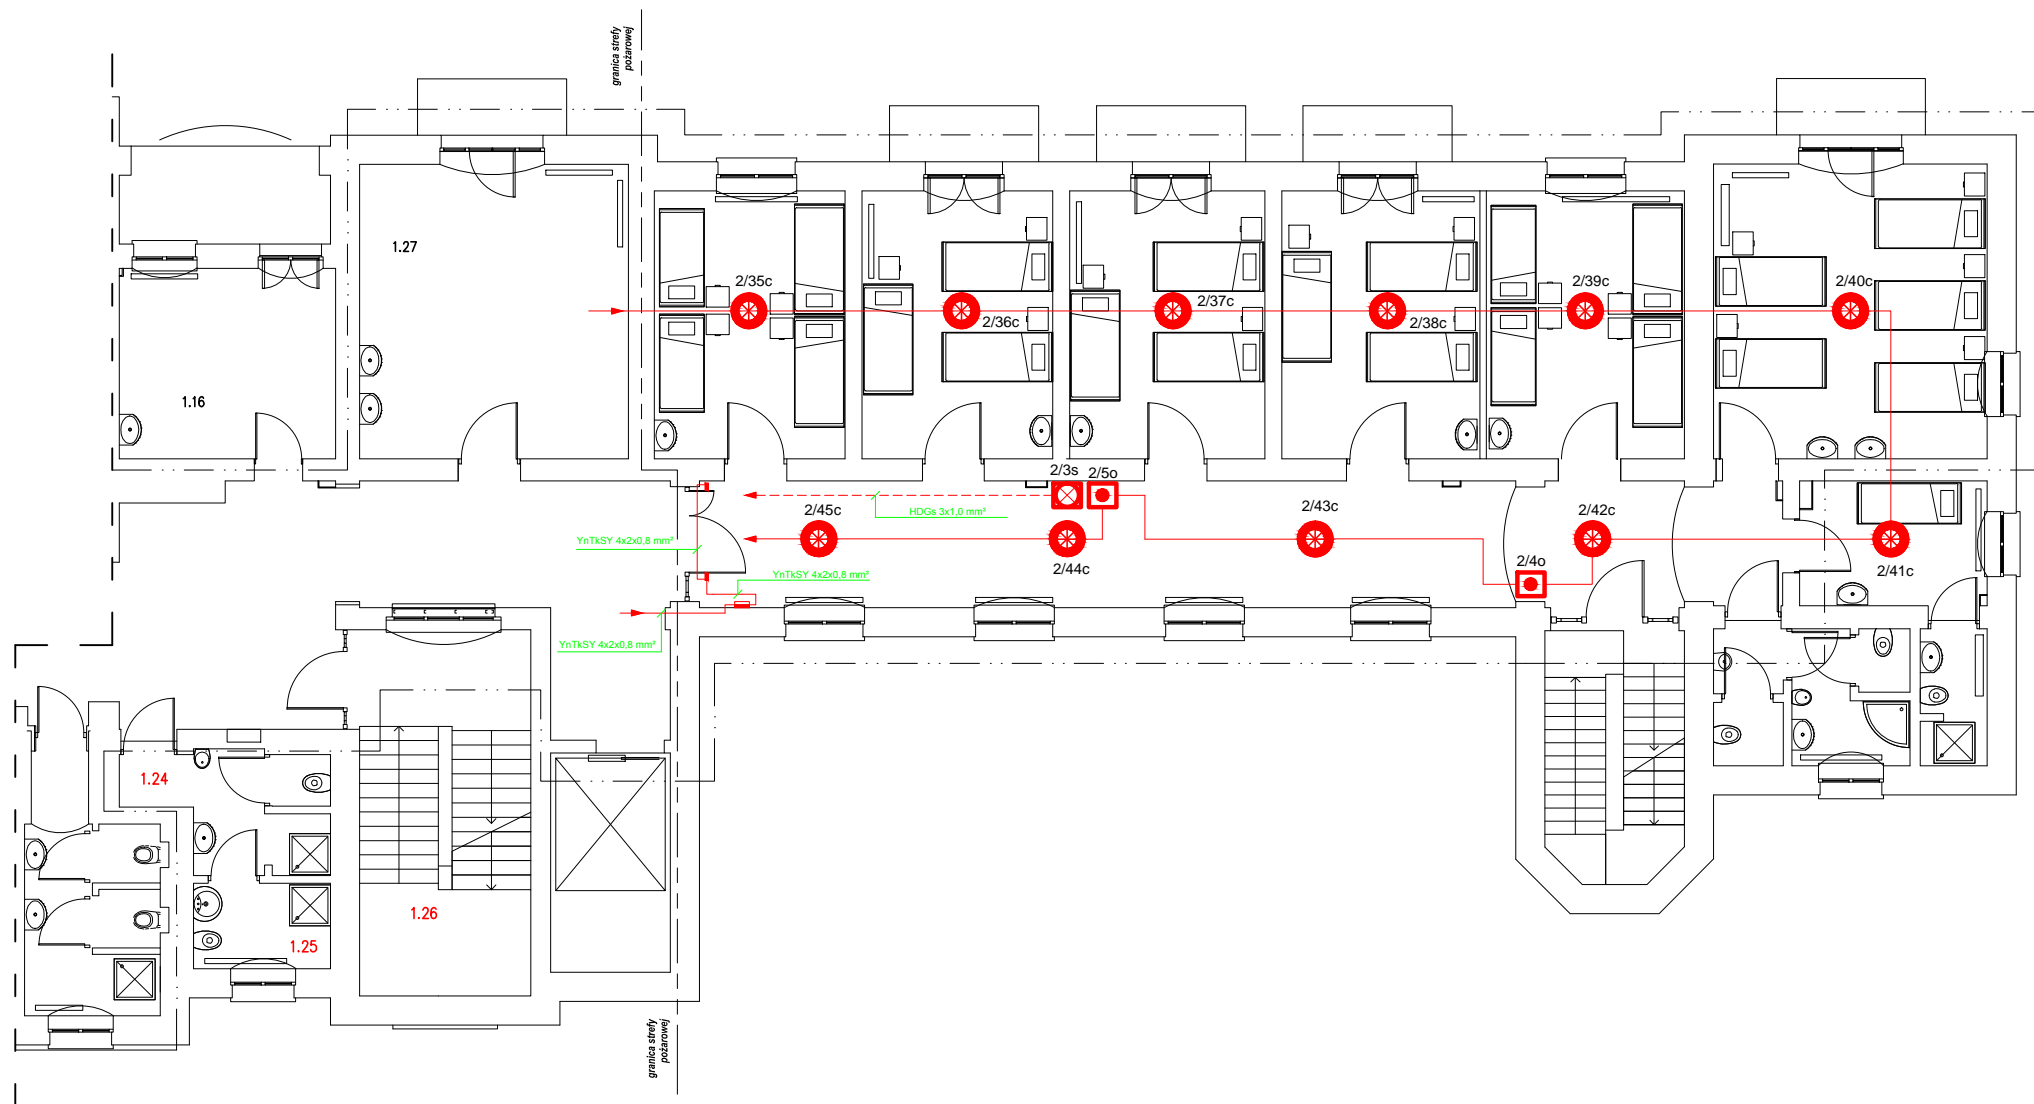 granica strefy
pożarowej
1.27
2/35c
2/36c
2/37c
2/38c
2/39c
2/40c
1.16
2/3s
2/5o
HDGs 3x1,0 mm²
2/45c
2/43c
2/42c
YnTkSY 4x2x0,8 mm²
2/44c
2/4o
2/41c
YnTkSY 4x2x0,8 mm²
YnTkSY 4x2x0,8 mm²
1.24
1.26
1.25
granica strefy
pożarowej